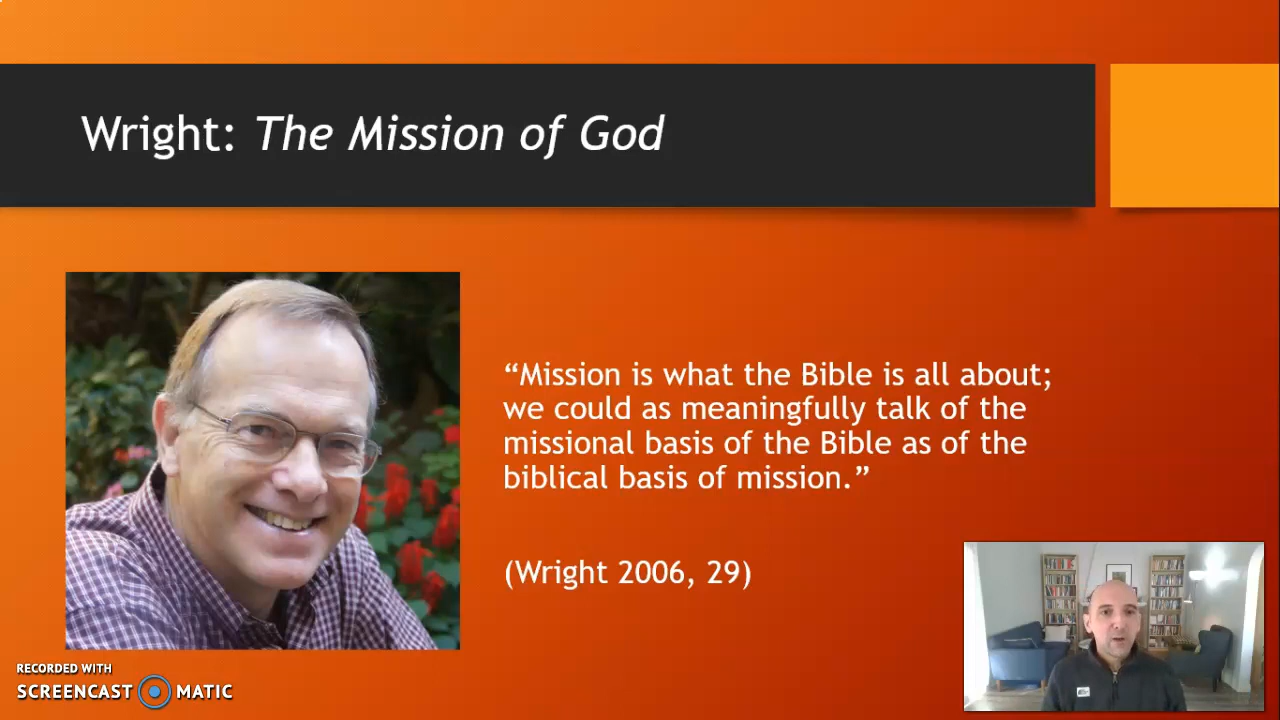 Wright: The Mission of God
“Mission is what the Bible is all about;
we could as meaningfully talk of the
missional basis of the Bible as of the
biblical basis of mission.”
(Wright 2006, 29)
RECORDED WITH
SCREENCAST MATIC